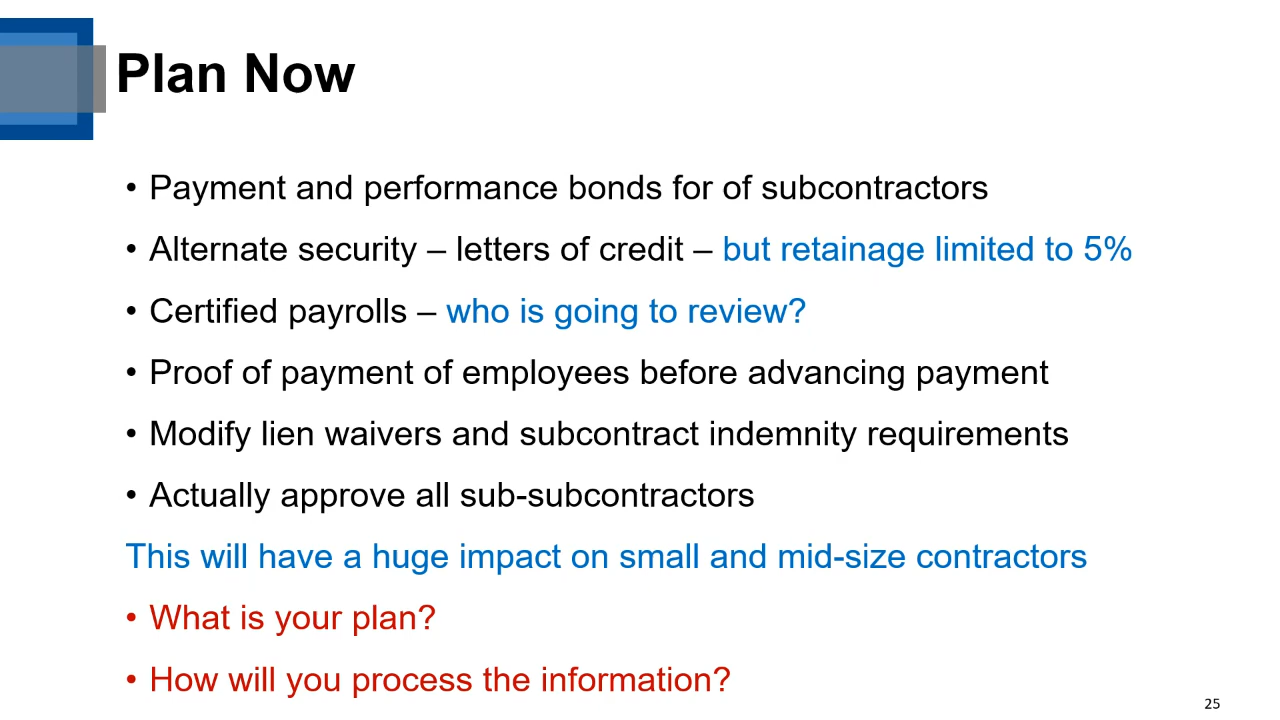 Plan Now
• Payment and performance bonds for of subcontractors
• Alternate security – letters of credit – but retainage limited to 5%
• Certified payrolls – who is going to review?
• Proof of payment of employees before advancing payment
• Modify lien waivers and subcontract indemnity requirements
• Actually approve all sub-subcontractors
This will have a huge impact on small and mid-size contractors
• What is your plan?
• How will you process the information?
25